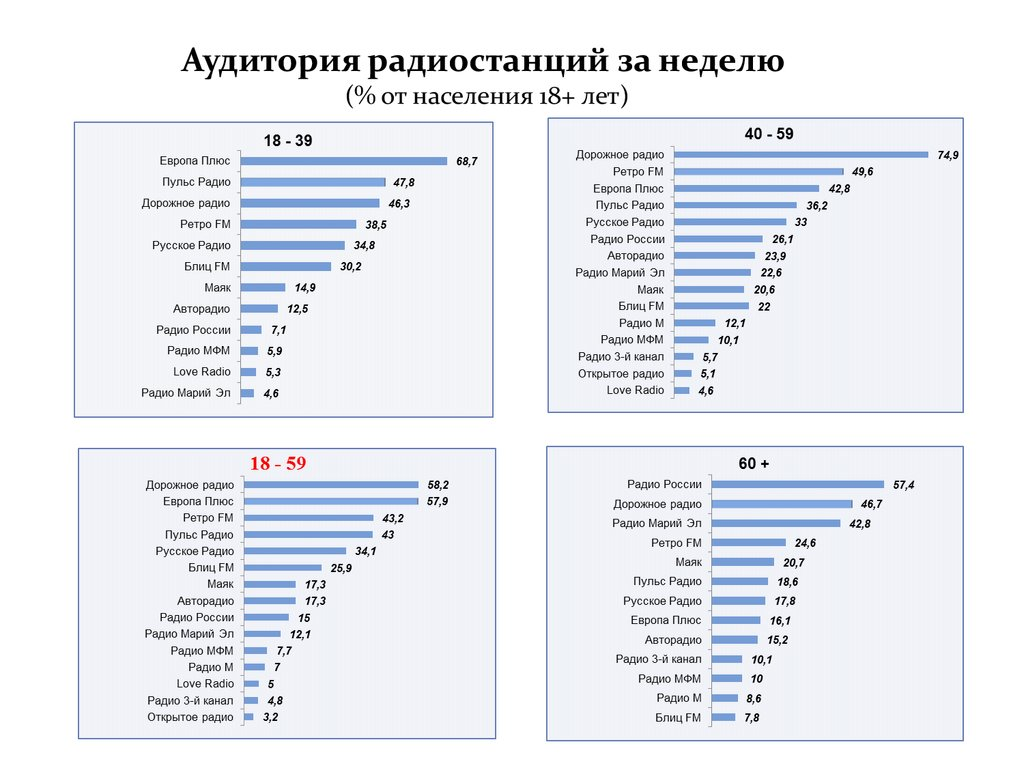 Аудитория радиостанций за неделю
(% от населения 18+ лет)
18 - 39
Европа Плюс 68,7
Пульс Радио 47,8
Дорожное радио 46,3
Ретро FM 38,5
Русское Радио 34,8
Блиц FM 30,2
Маяк 14,9
Авторадио 12,5
Радио России 7,1
Радио МФМ 5,9
Love Radio 5,3
Радио Марий Эл 4,6
40 - 59
Дорожное радио 74,9
Ретро FM 49,6
Европа Плюс 42,8
Пульс Радио 36,2
Русское Радио 33
Радио России 26,1
Авторадио 23,9
Радио Марий Эл 22,6
Маяк 20,6
Блиц FM 22
Радио М 12,1
Радио МФМ 10,1
Радио 3-й канал 5,7
Открытое радио 5,1
Love Radio 4,6
18 - 59
Дорожное радио 58,2
Европа Плюс 57,9
Ретро FM 43,2
Пульс Радио 43
Русское Радио 34,1
Блиц FM 25,9
Маяк 17,3
Авторадио 17,3
Радио России 15
Радио Марий Эл 12,1
Радио МФМ 7,7
Радио М 7
Love Radio 5
Радио 3-й канал 4,8
Открытое радио 3,2
60 +
Радио России 57,4
Дорожное радио 46,7
Радио Марий Эл 42,8
Ретро FM 24,6
Маяк 20,7
Пульс Радио 18,6
Русское Радио 17,8
Европа Плюс 16,1
Авторадио 15,2
Радио 3-й канал 10,1
Радио МФМ 10
Радио М 8,6
Блиц FM 7,8